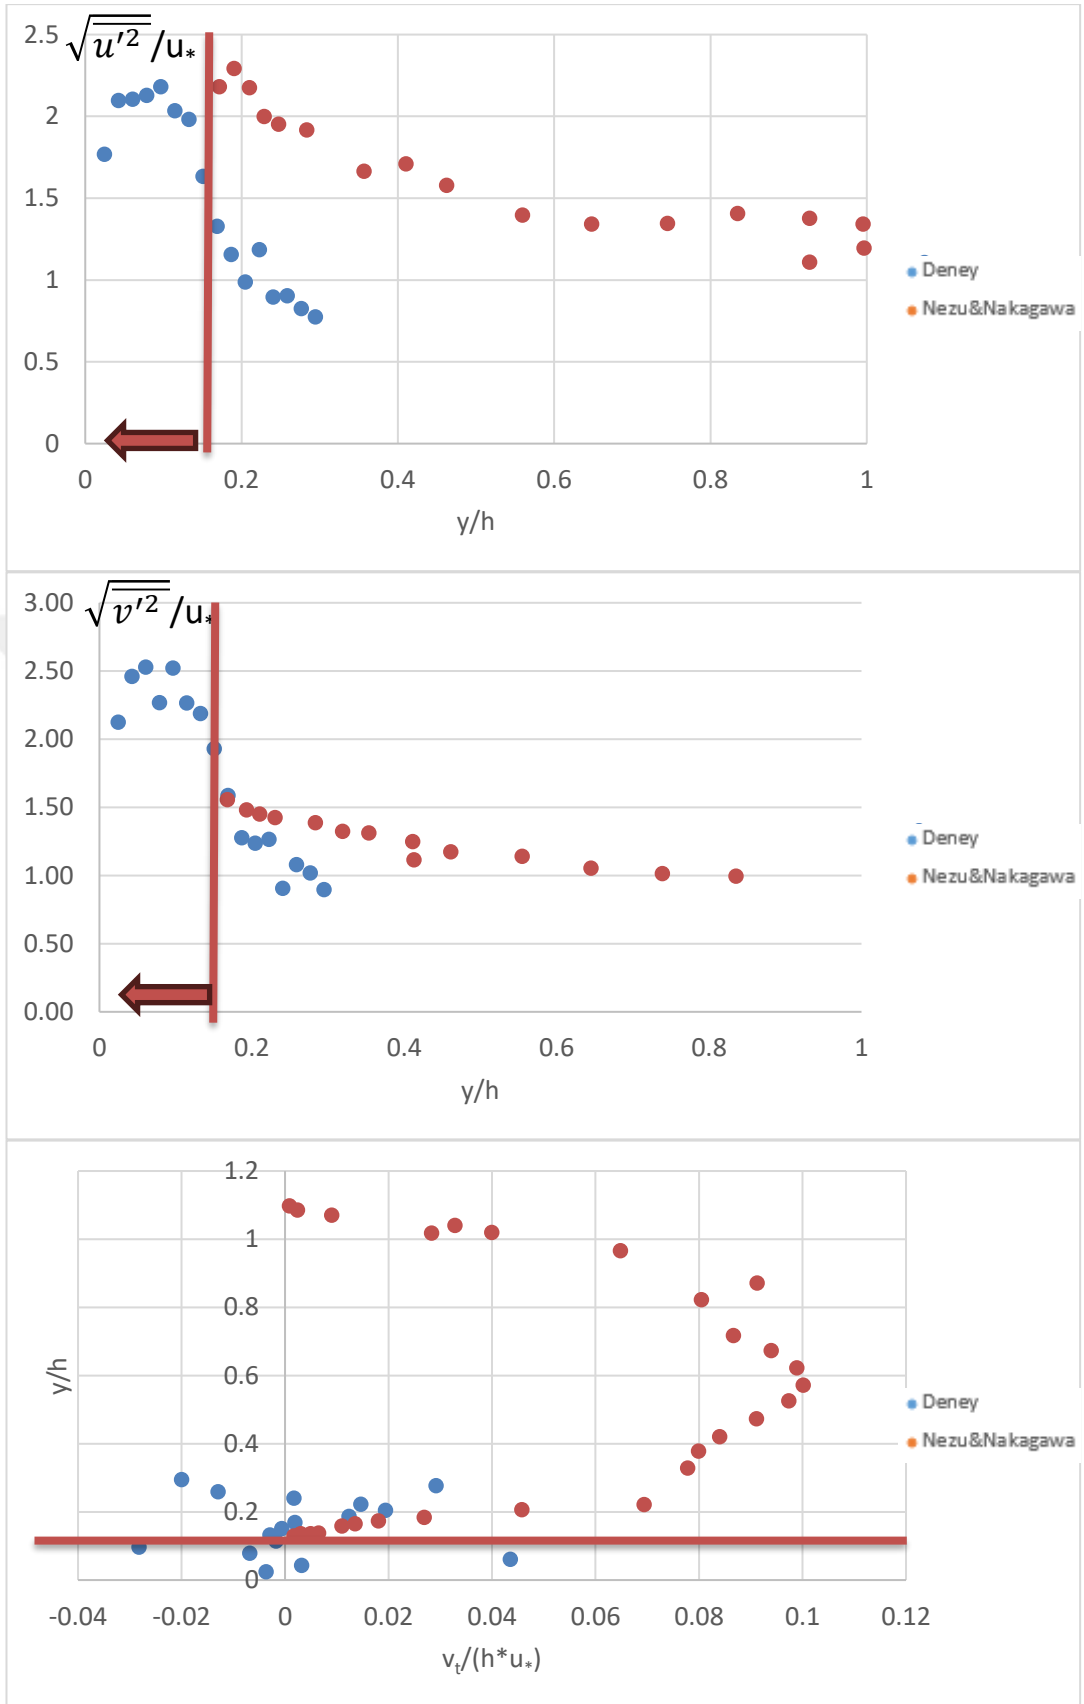 √u′² /u*
2.5
2
1.5
1
0.5
0
0 0.2 0.4 0.6 0.8 1
y/h
Deney
Nezu&Nakagawa
√v′² /u*
3.00
2.50
2.00
1.50
1.00
0.50
0.00
0 0.2 0.4 0.6 0.8 1
y/h
Deney
Nezu&Nakagawa
1.2
1
0.8
0.6
0.4
0.2
0
y/h
-0.04 -0.02 0 0.02 0.04 0.06 0.08 0.1 0.12
vt/(h*u*)
Deney
Nezu&Nakagawa